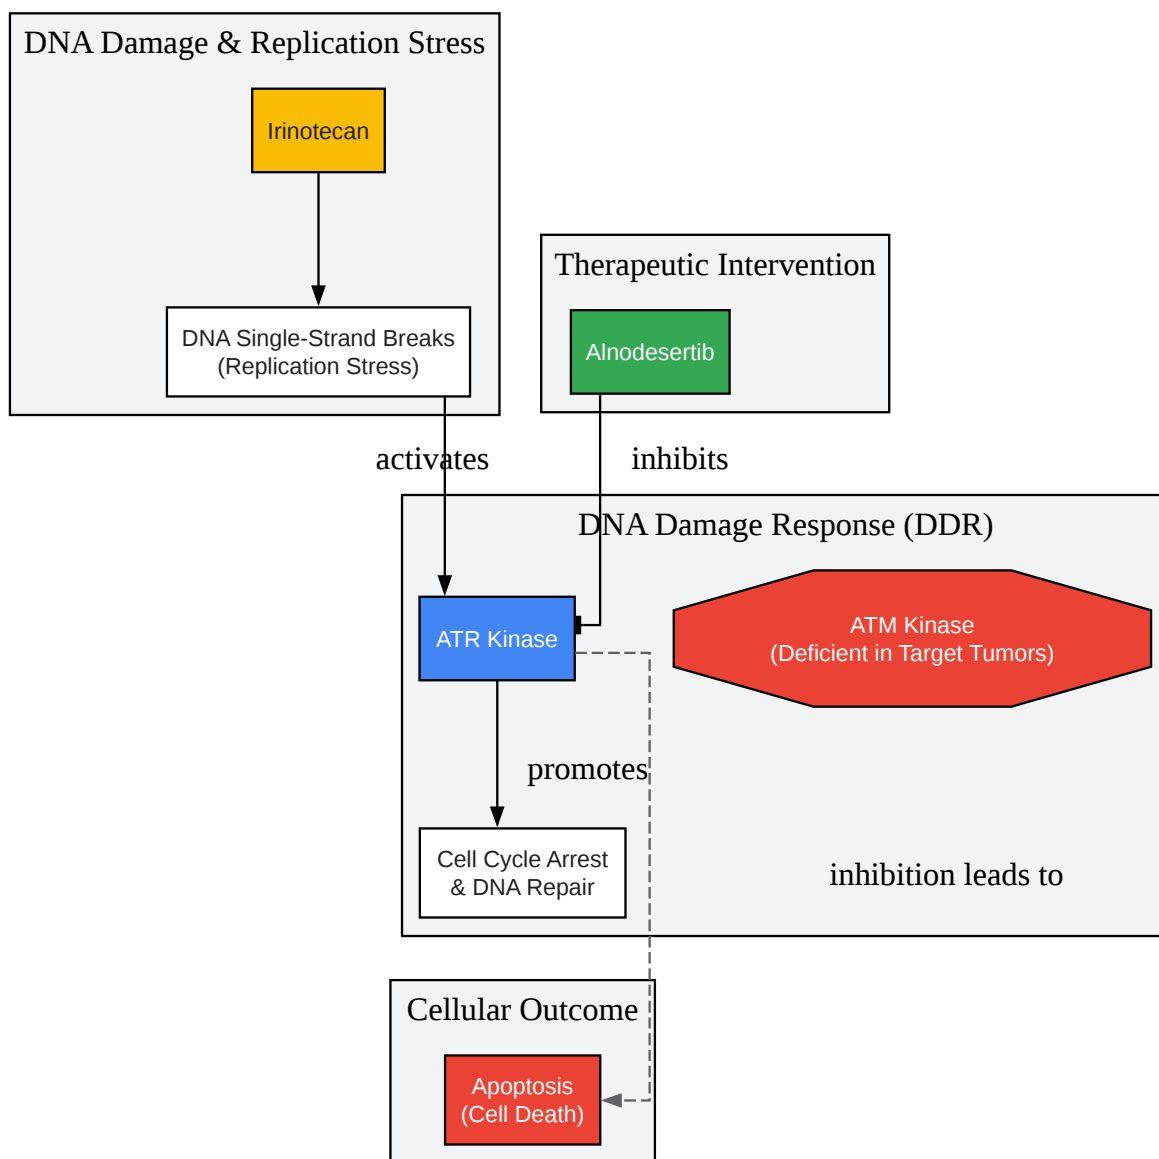 DNA Damage & Replication Stress
Irinotecan
DNA Single-Strand Breaks
(Replication Stress)
Therapeutic Intervention
Alnodesertib
activates
inhibits
DNA Damage Response (DDR)
ATR Kinase
ATM Kinase
(Deficient in Target Tumors)
promotes
Cell Cycle Arrest
& DNA Repair
inhibition leads to
Cellular Outcome
Apoptosis
(Cell Death)